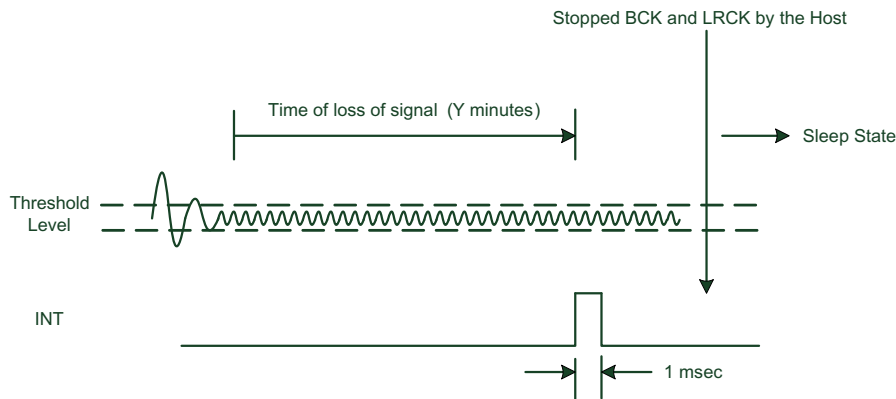 Stopped BCK and LRCK by the Host
Time of loss of signal (Y minutes)
Sleep State
Threshold
Level
INT
1 msec